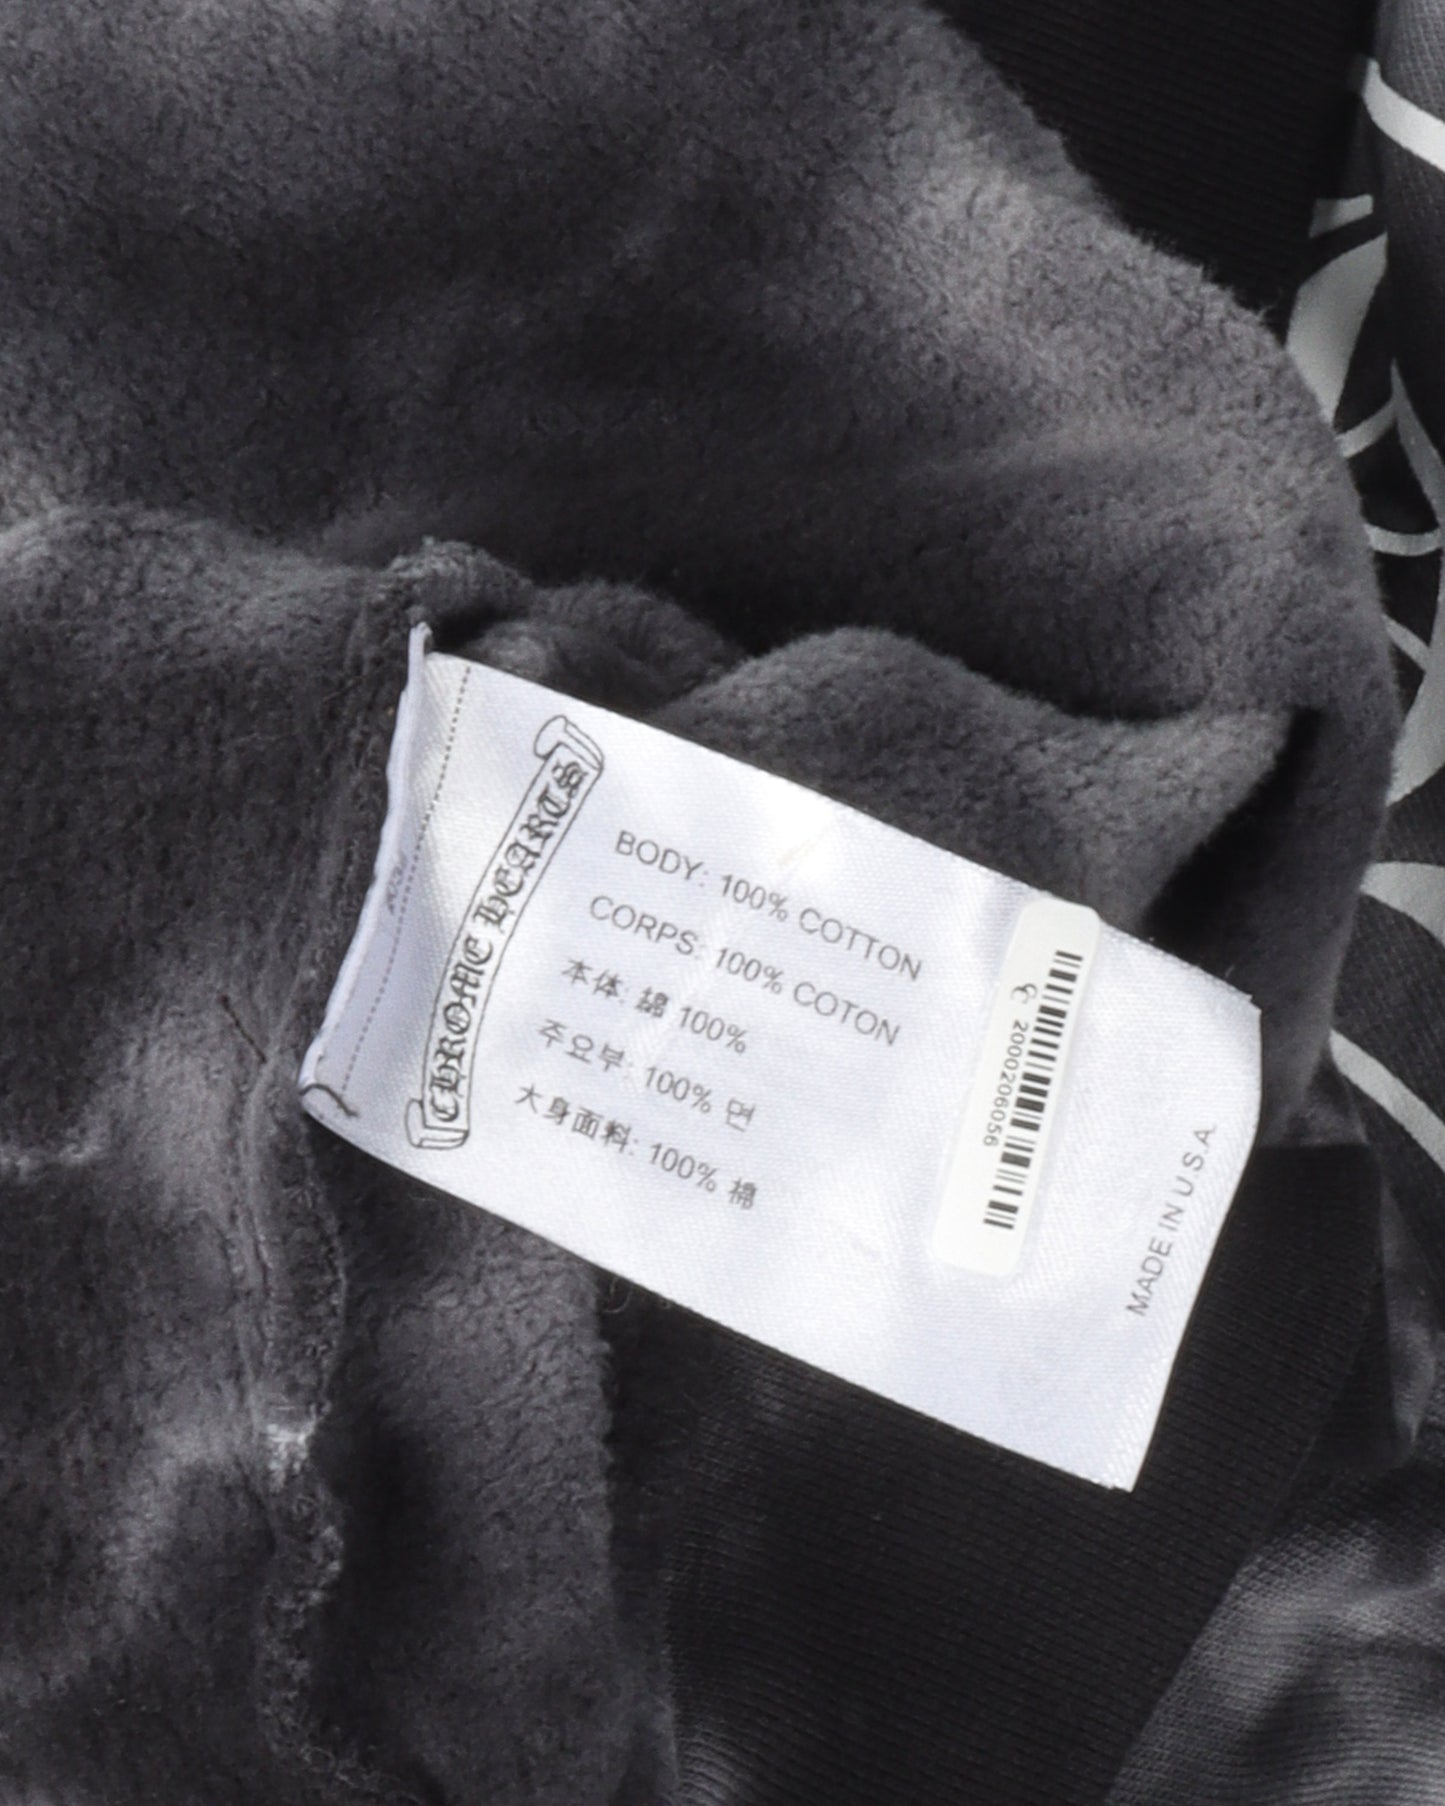 CHROME HEARTS
BODY: 100% COTTON
CORPS: 100% COTON
本体: 綿 100%
주요부: 100% 면
大身面料: 100% 棉
2000206056
MADE IN U.S.A.